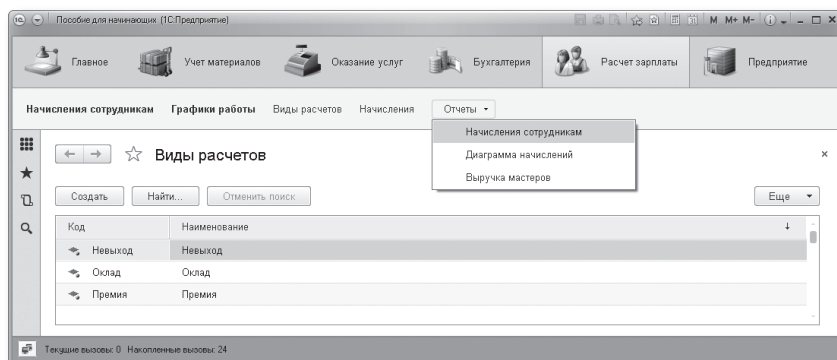 1С Пособие для начинающих (1С:Предприятие) M M+ M-
Главное Учет материалов Оказание услуг Бухгалтерия Расчет зарплаты Предприятие
Начисления сотрудникам Графики работы Виды расчетов Начисления Отчеты
Начисления сотрудникам
Диаграмма начислений
Выручка мастеров
Виды расчетов
Создать Найти... Отменить поиск Еще
Код Наименование
Невыход Невыход
Оклад Оклад
Премия Премия
Текущие вызовы: 0 Накопленные вызовы: 24